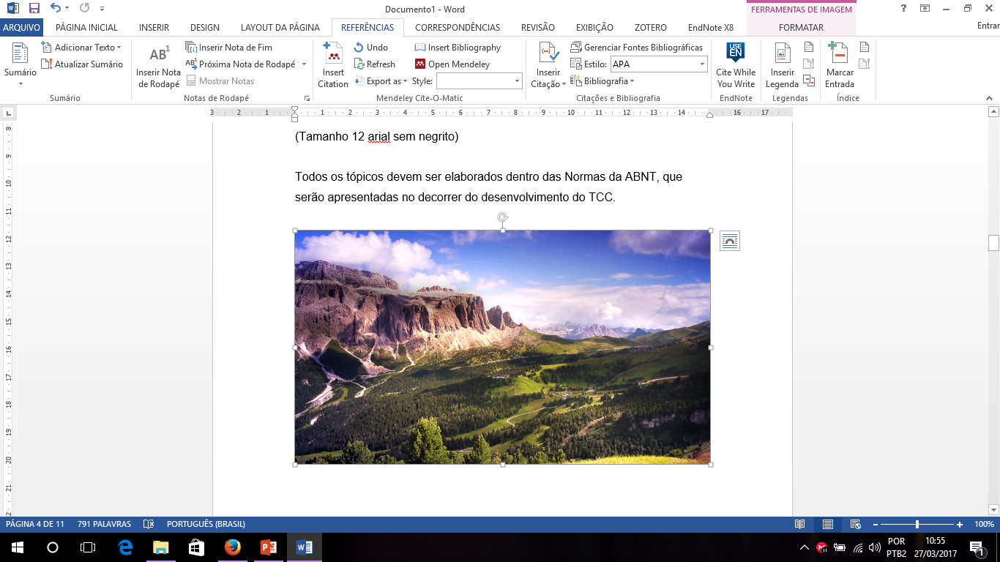 Documento1 - Word
FERRAMENTAS DE IMAGEM
ARQUIVO PÁGINA INICIAL INSERIR DESIGN LAYOUT DA PÁGINA REFERÊNCIAS CORRESPONDÊNCIAS REVISÃO EXIBIÇÃO ZOTERO EndNote X8 FORMATAR Entrar
Sumário
Adicionar Texto
Atualizar Sumário
Sumário
AB1
Inserir Nota
de Rodapé
Inserir Nota de Fim
Próxima Nota de Rodapé
Mostrar Notas
Notas de Rodapé
Insert
Citation
Undo
Refresh
Export as
Insert Bibliography
Open Mendeley
Style:
Mendeley Cite-O-Matic
Inserir
Citação
Gerenciar Fontes Bibliográficas
Estilo: APA
Bibliografia
Citações e Bibliografia
USE
EN
Cite While
You Write
EndNote
Inserir
Legenda
Legendas
Marcar
Entrada
Índice
3 2 1 1 2 3 4 5 6 7 8 9 10 11 12 13 14 16 17
8
9
10
11
12
13
14
15
16
17
18
19
20
21
(Tamanho 12 arial sem negrito)
Todos os tópicos devem ser elaborados dentro das Normas da ABNT, que
serão apresentadas no decorrer do desenvolvimento do TCC.
PÁGINA 4 DE 11 791 PALAVRAS PORTUGUÊS (BRASIL) 100%
POR
PTB2
10:55
27/03/2017
1